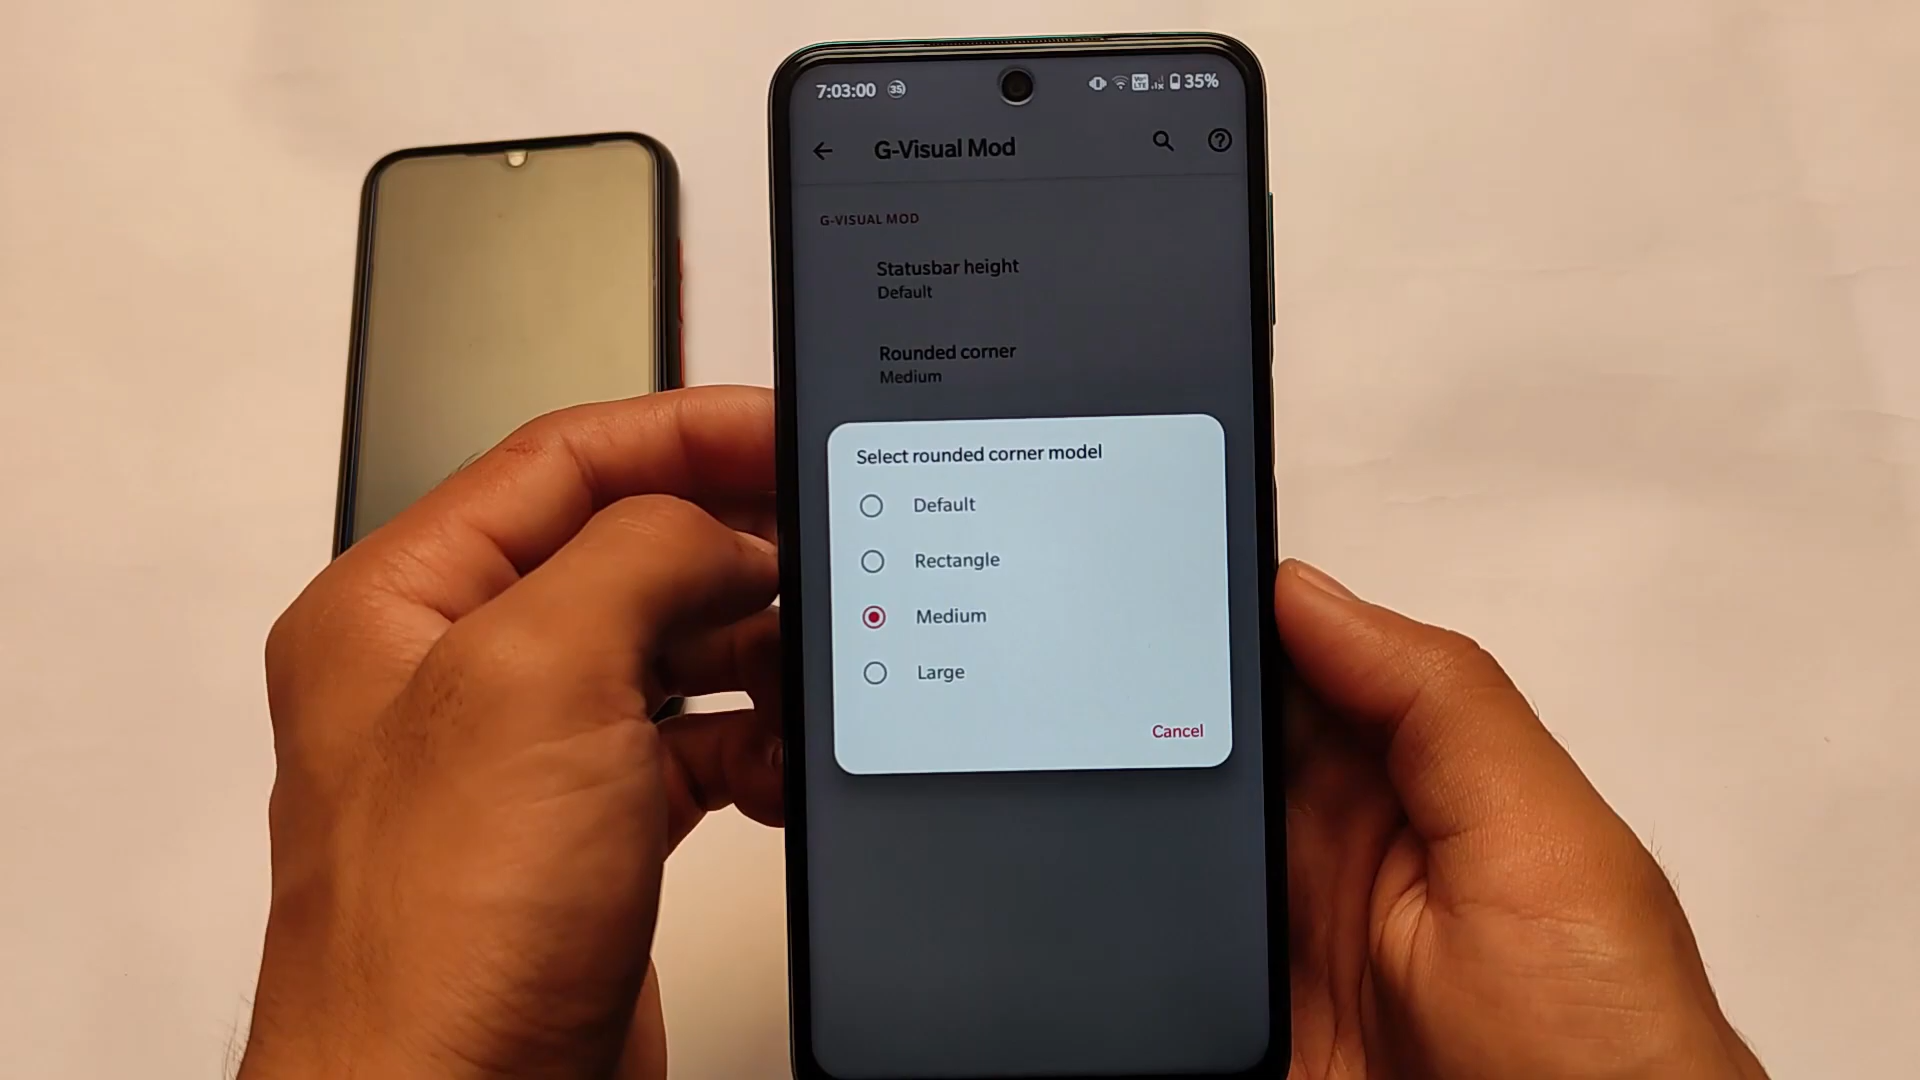 7:03:00 35 35%
G-Visual Mod
G-VISUAL MOD
Statusbar height
Default
Rounded corner
Medium
Select rounded corner model
Default
Rectangle
Medium
Large
Cancel